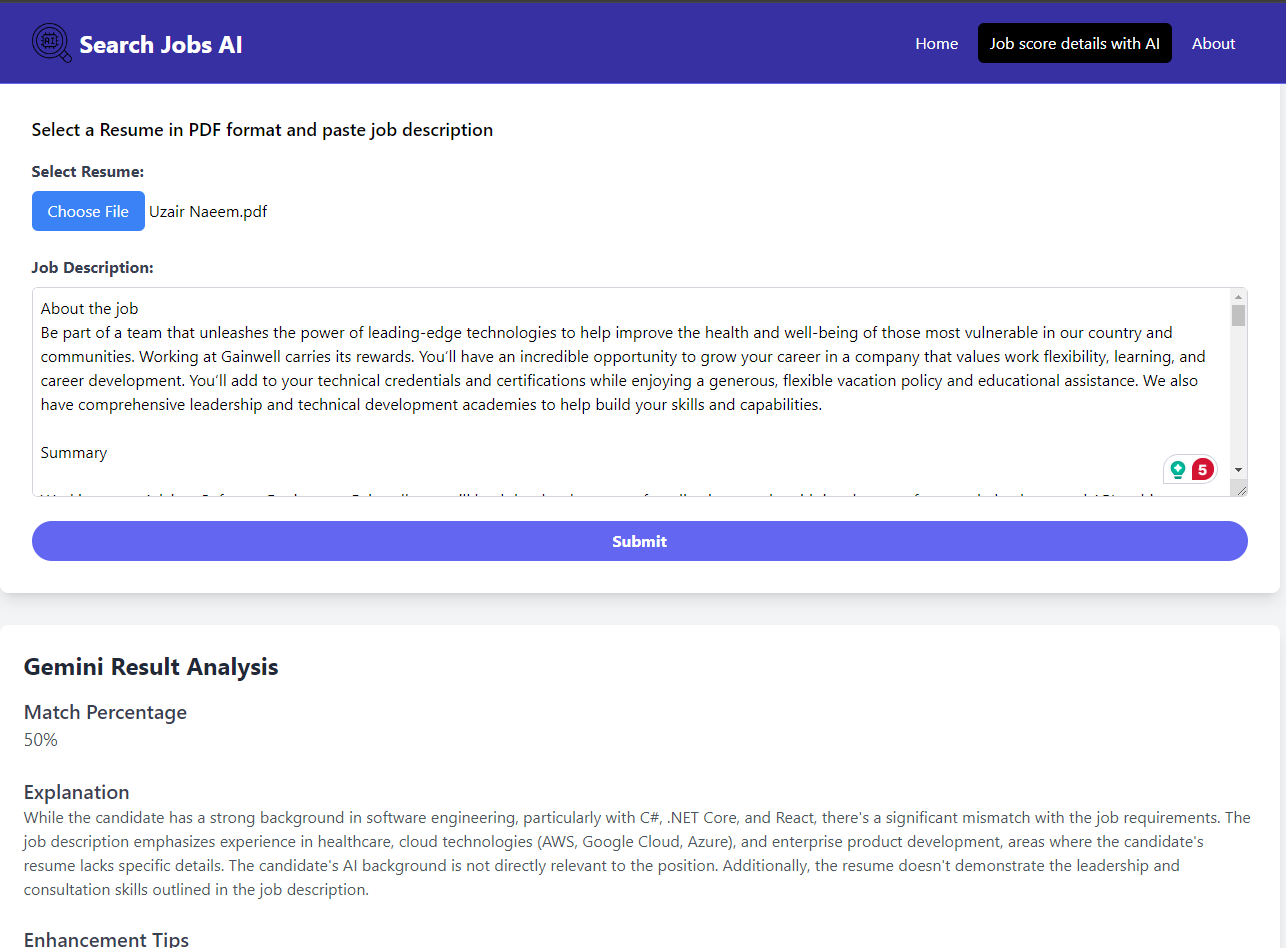 AI
Search Jobs AI
Home
Job score details with AI
About
Select a Resume in PDF format and paste job description
Select Resume:
Choose File Uzair Naeem.pdf
Job Description:
About the job
Be part of a team that unleashes the power of leading-edge technologies to help improve the health and well-being of those most vulnerable in our country and
communities. Working at Gainwell carries its rewards. You’ll have an incredible opportunity to grow your career in a company that values work flexibility, learning, and
career development. You’ll add to your technical credentials and certifications while enjoying a generous, flexible vacation policy and educational assistance. We also
have comprehensive leadership and technical development academies to help build your skills and capabilities.
Summary
5
Submit
Gemini Result Analysis
Match Percentage
50%
Explanation
While the candidate has a strong background in software engineering, particularly with C#, .NET Core, and React, there's a significant mismatch with the job requirements. The
job description emphasizes experience in healthcare, cloud technologies (AWS, Google Cloud, Azure), and enterprise product development, areas where the candidate's
resume lacks specific details. The candidate's AI background is not directly relevant to the position. Additionally, the resume doesn't demonstrate the leadership and
consultation skills outlined in the job description.
Enhancement Tips